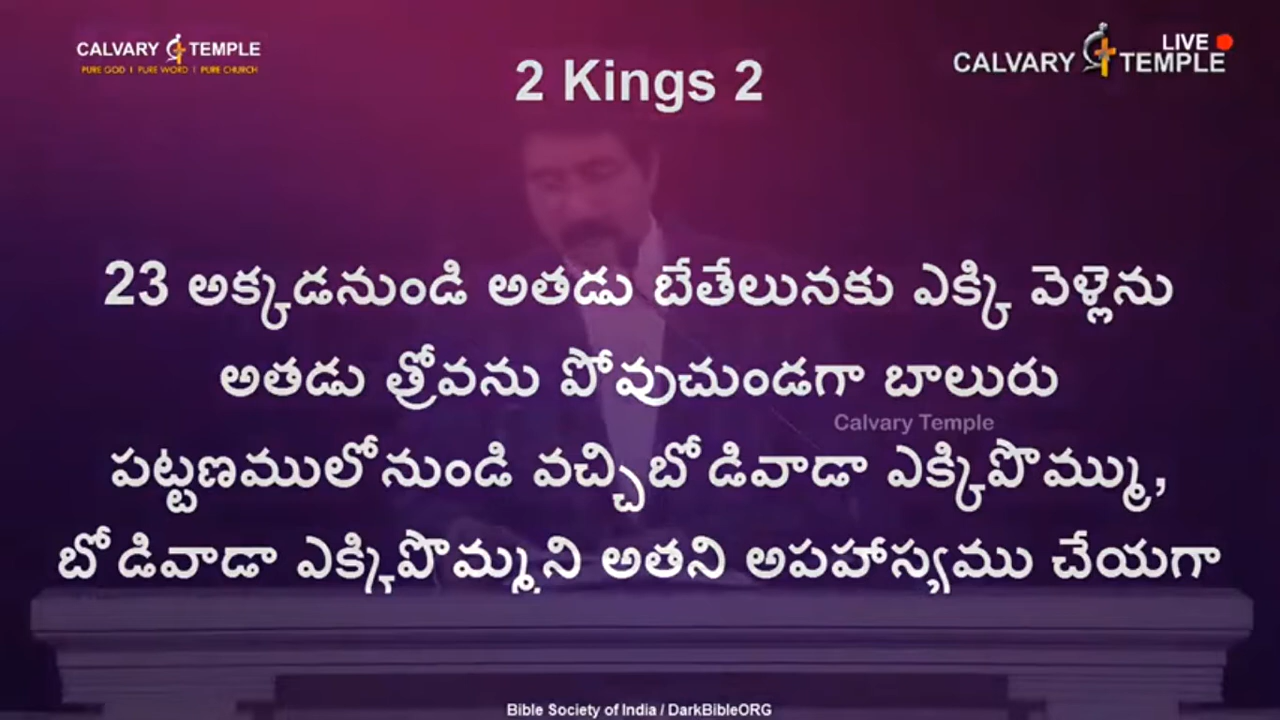 CALVARY TEMPLE
PURE GOD I PURE WORD I PURE CHURCH
LIVE
CALVARY TEMPLE
2 Kings 2
23 అక్కడనుండి అతడు బేతేలునకు ఎక్కి వెళ్లెను
అతడు త్రోవను పోవుచుండగా బాలురు
Calvary Temple
పట్టణములోనుండి వచ్చిబోడివాడా ఎక్కిపొమ్ము,
బోడివాడా ఎక్కిపొమ్మని అతని అపహాస్యము చేయగా
Bible Society of India / DarkBibleORG